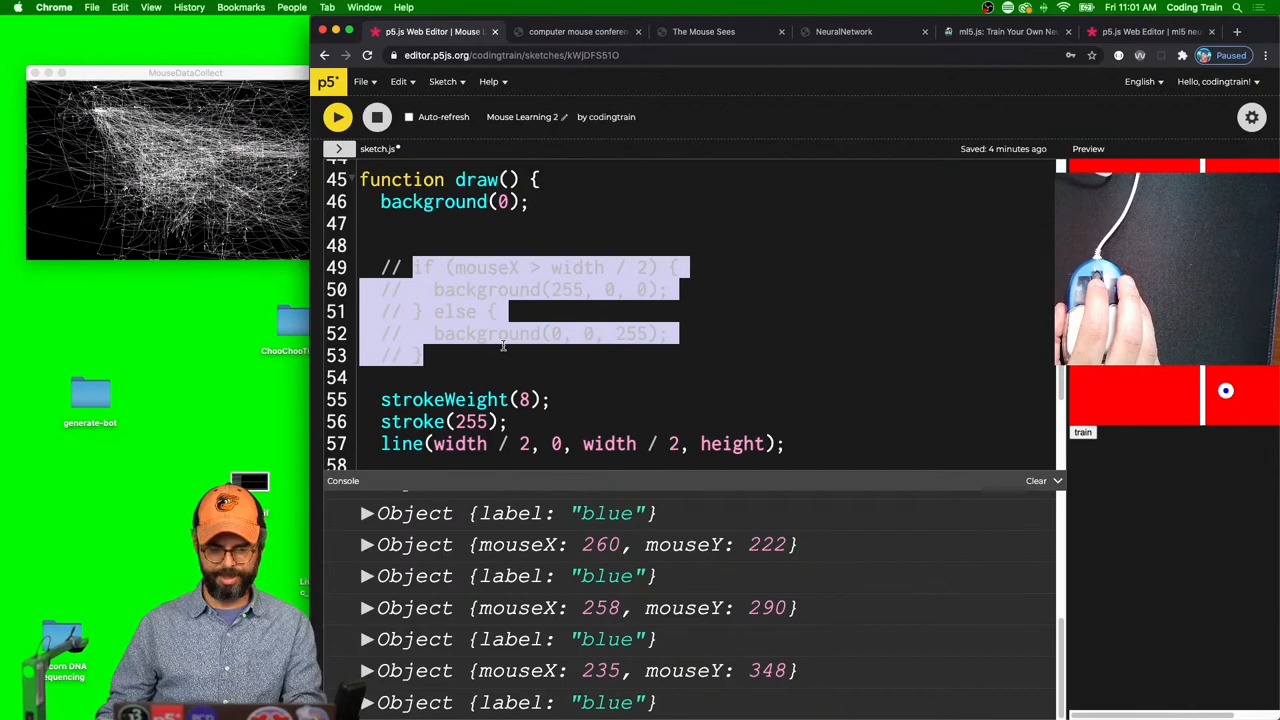 Chrome File Edit View History Bookmarks People Tab Window Help
Fri 11:01 AM Coding Train
p5.js Web Editor | Mouse L
computer mouse conferen
The Mouse Sees
NeuralNetwork
ml5: Train Your Own Neu
p5.js Web Editor | ml5 neu
editor.p5js.org/codingtrain/sketches/kWjDFS51O
Paused
MouseDataCollect
p5* File Edit Sketch Help
English Hello, codingtrain!
Auto-refresh Mouse Learning 2 by codingtrain
sketch.js
Saved: 4 minutes ago
Preview
44
45 function draw() {
46 background(0);
47
48
49 // if (mouseX > width / 2) {
50 // background(255, 0, 0);
51 // } else {
52 // background(0, 0, 255);
53 // }
54
55 strokeWeight(8);
56 stroke(255);
57 line(width / 2, 0, width / 2, height);
58
train
Console
Clear
Object {label: "blue"}
Object {mouseX: 260, mouseY: 222}
Object {label: "blue"}
Object {mouseX: 258, mouseY: 290}
Object {label: "blue"}
Object {mouseX: 235, mouseY:
Object {label: "blue"}
generate-bot